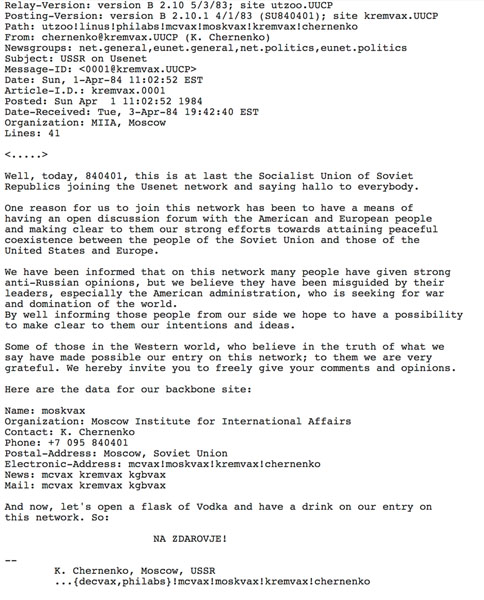 Relay-Version: version B 2.10 5/3/83; site utzoo.UUCP
Posting-Version: version B 2.10.1 4/1/83 (SU840401); site kremvax.UUCP
Path: utzoo!linus!philabs!mcvax!moskvax!kremvax!chernenko
From: chernenko@kremvax.UUCP (K. Chernenko)
Newsgroups: net.general,eunet.general,net.politics,eunet.politics
Subject: USSR on Usenet
Message-ID: <0001@kremvax.UUCP>
Date: Sun, 1-Apr-84 11:02:52 EST
Article-I.D.: kremvax.0001
Posted: Sun Apr  1 11:02:52 1984
Date-Received: Tue, 3-Apr-84 19:42:40 EST
Organization: MIIA, Moscow
Lines: 41
<.....>
Well, today, 840401, this is at last the Socialist Union of Soviet
Republics joining the Usenet network and saying hallo to everybody.
One reason for us to join this network has been to have a means of
having an open discussion forum with the American and European people
and making clear to them our strong efforts towards attaining peaceful
coexistence between the people of the Soviet Union and those of the
United States and Europe.
We have been informed that on this network many people have given strong
anti-Russian opinions, but we believe they have been misguided by their
leaders, especially the American administration, who is seeking for war
and domination of the world.
By well informing those people from our side we hope to have a possibility
to make clear to them our intentions and ideas.
Some of those in the Western world, who believe in the truth of what we
say have made possible our entry on this network; to them we are very
grateful. We hereby invite you to freely give your comments and opinions.
Here are the data for our backbone site:
Name: moskvax
Organization: Moscow Institute for International Affairs
Contact: K. Chernenko
Phone: +7 095 840401
Postal-Address: Moscow, Soviet Union
Electronic-Address: mcvax!moskvax!kremvax!chernenko
News: mcvax kremvax kgbvax
Mail: mcvax kremvax kgbvax
And now, let's open a flask of Vodka and have a drink on our entry on
this network. So:
NA ZDAROVJE!
--
K. Chernenko, Moscow, USSR
...{decvax,philabs}!mcvax!moskvax!kremvax!chernenko